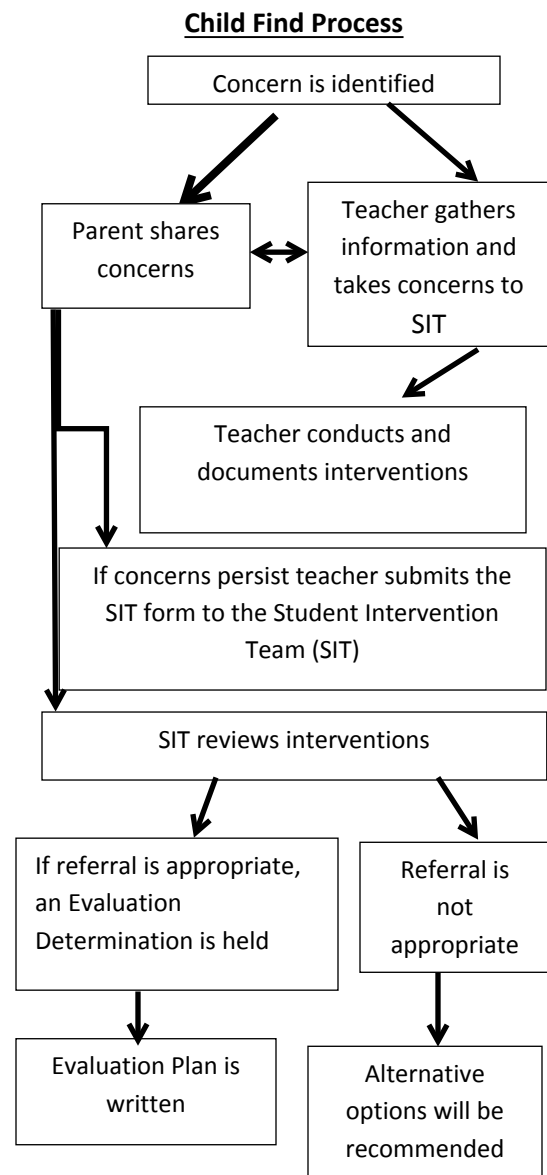 Child Find Process
Concern is identified
Parent shares
concerns
Teacher gathers
information and
takes concerns to
SIT
Teacher conducts and
documents interventions
If concerns persist teacher submits the
SIT form to the Student Intervention
Team (SIT)
SIT reviews interventions
If referral is appropriate,
an Evaluation
Determination is held
Referral is
not
appropriate
Evaluation Plan is
written
Alternative
options will be
recommended